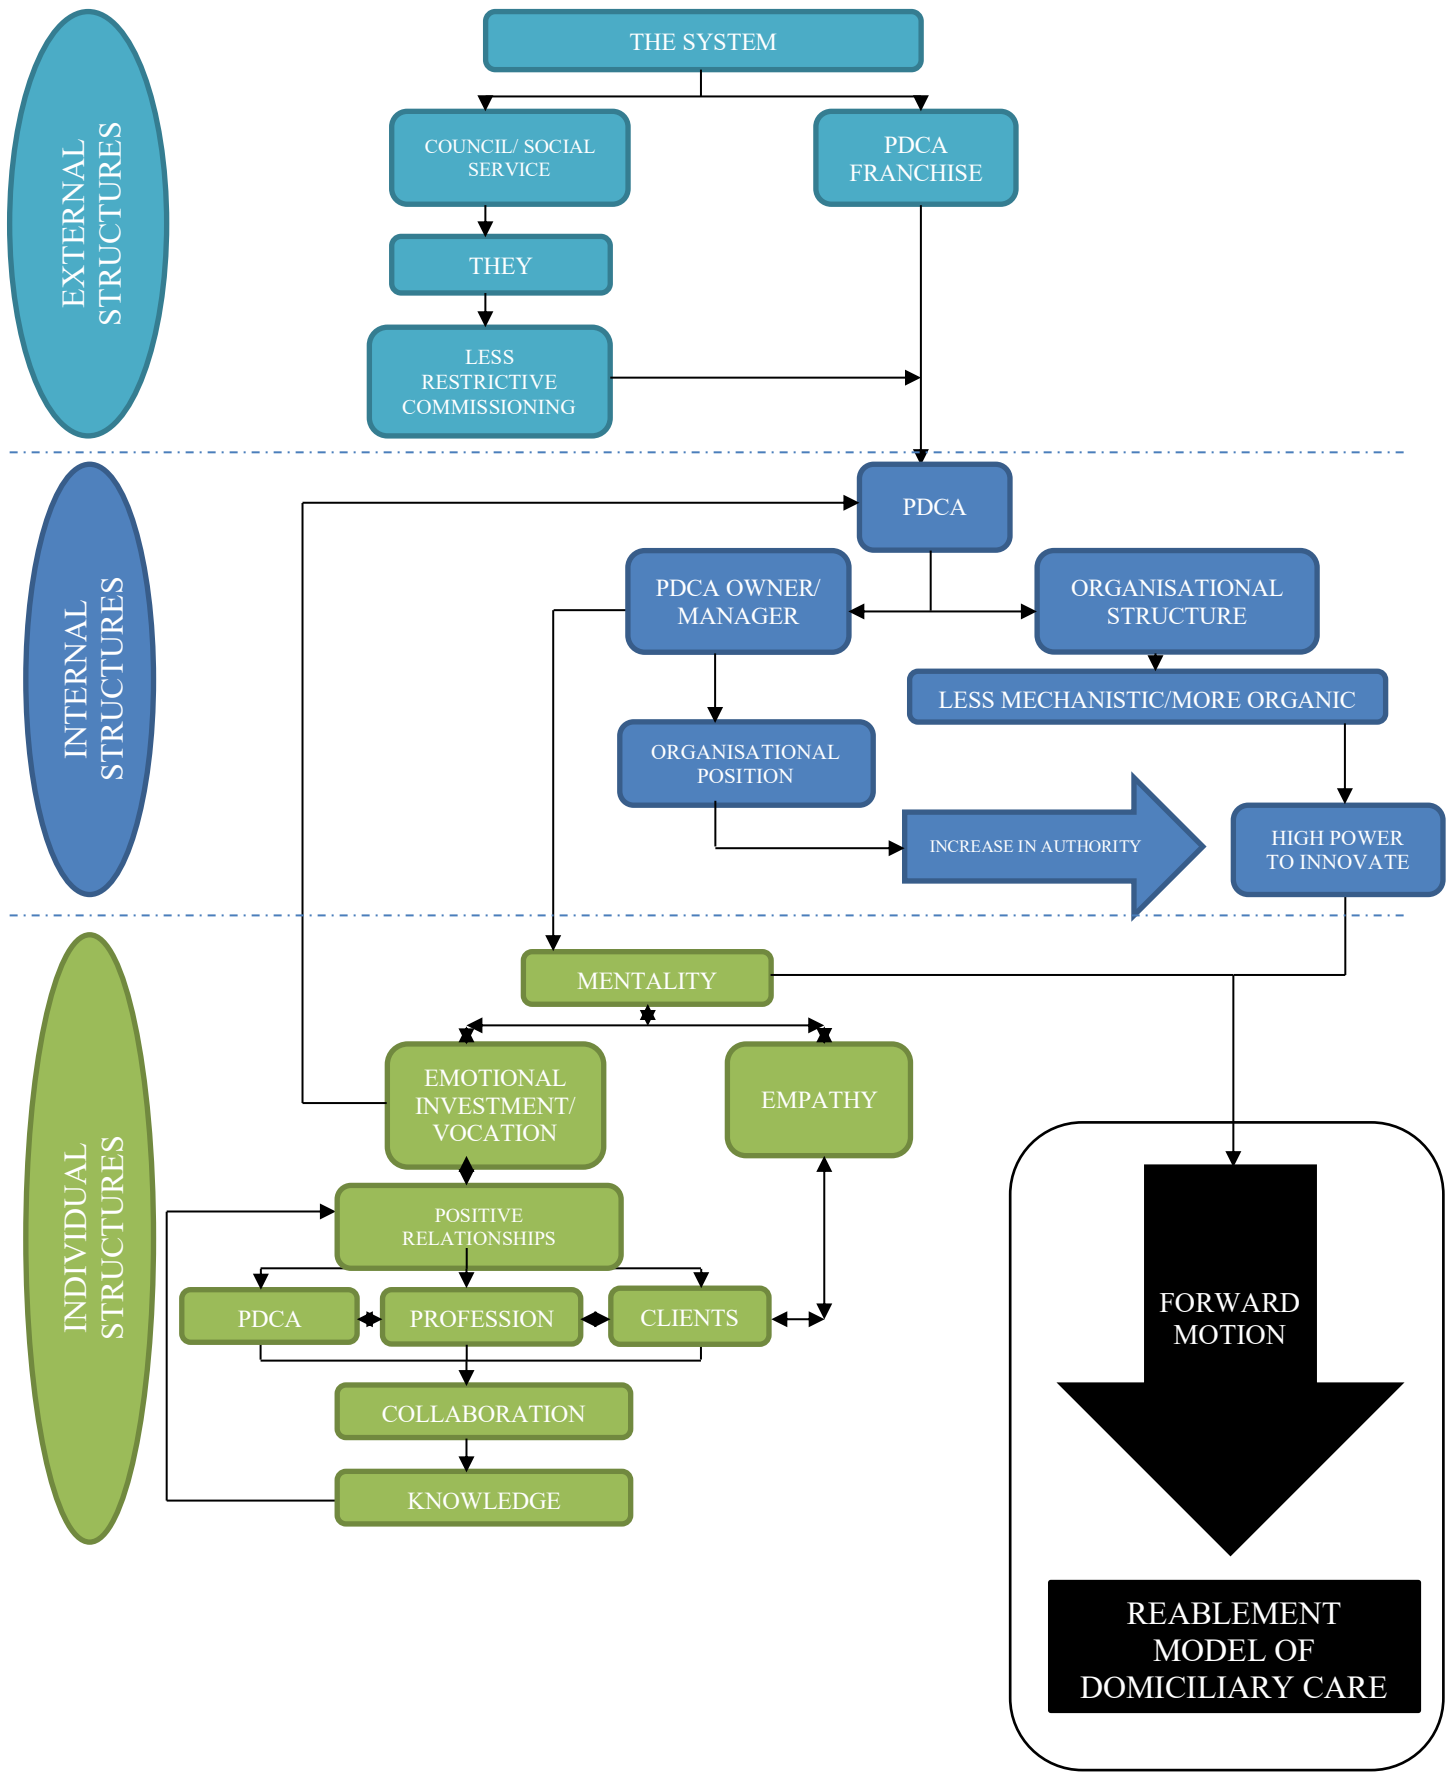 EXTERNAL
STRUCTURES
THE SYSTEM
COUNCIL/ SOCIAL
SERVICE
PDCA
FRANCHISE
THEY
LESS
RESTRICTIVE
COMMISSIONING
INTERNAL
STRUCTURES
PDCA
PDCA OWNER/
MANAGER
ORGANISATIONAL
STRUCTURE
LESS MECHANISTIC/MORE ORGANIC
ORGANISATIONAL
POSITION
INCREASE IN AUTHORITY
HIGH POWER
TO INNOVATE
INDIVIDUAL
STRUCTURES
MENTALITY
EMOTIONAL
INVESTMENT/
VOCATION
EMPATHY
POSITIVE
RELATIONSHIPS
PDCA
PROFESSION
CLIENTS
COLLABORATION
KNOWLEDGE
FORWARD
MOTION
REABLEMENT
MODEL OF
DOMICILIARY CARE